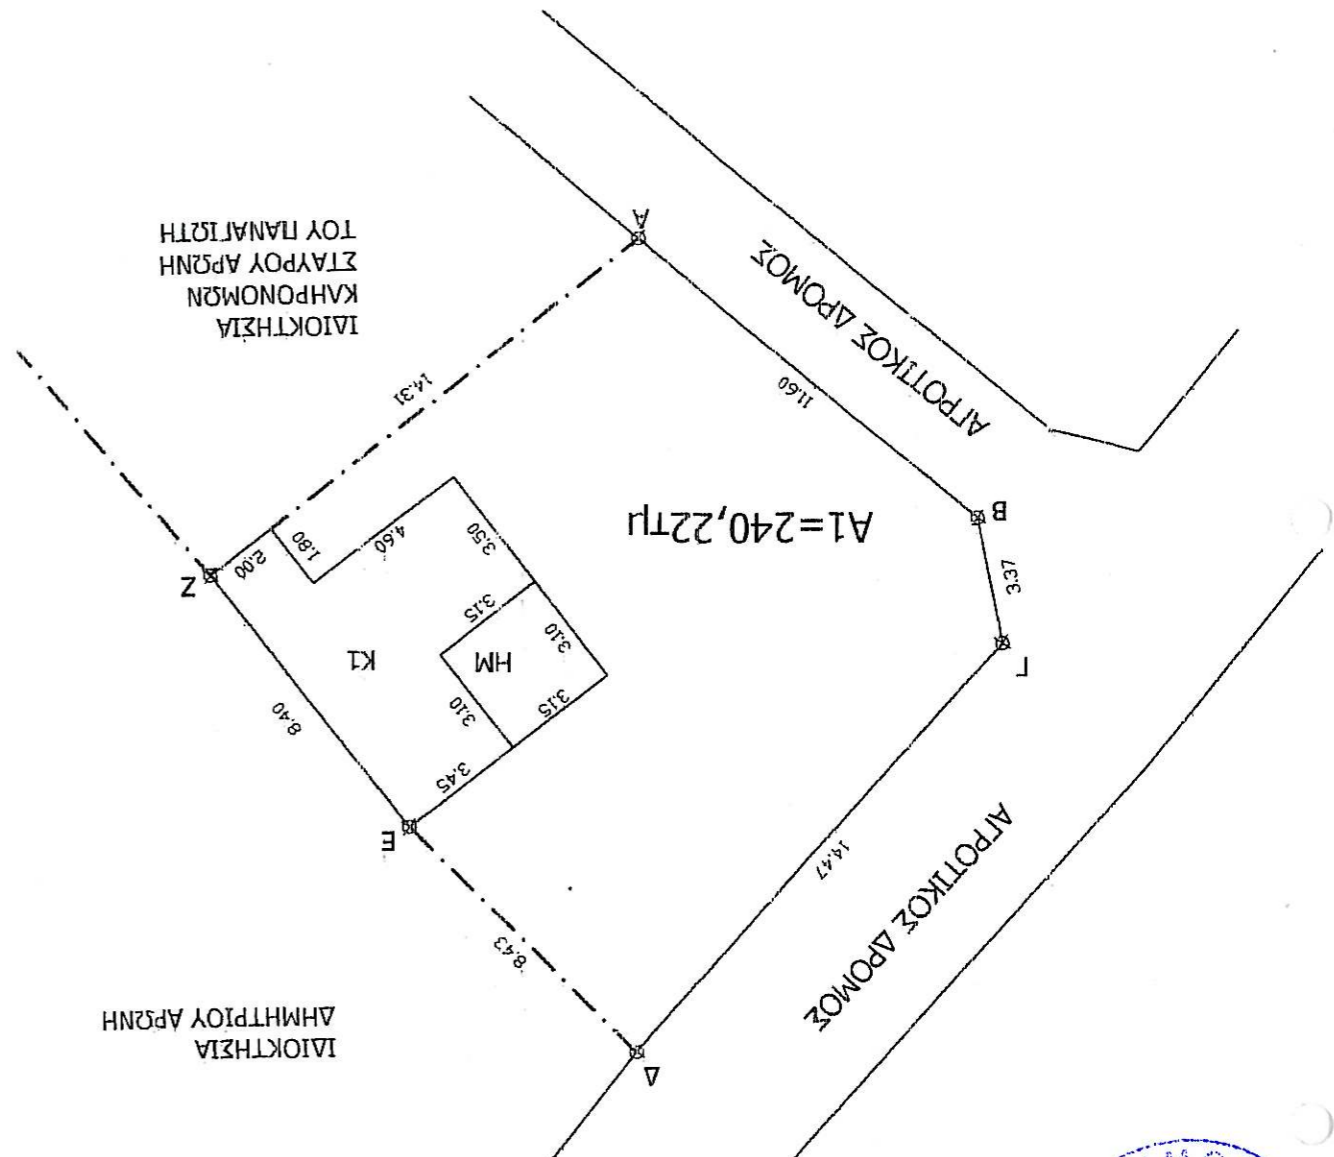 ΙΔΙΟΚΤΗΣΙΑ
ΔΗΜΗΤΡΙΟΥ ΑΡΩΝΗ
Δ
8.43
14.47
ΑΓΡΟΤΙΚΟΣ ΔΡΟΜΟΣ
Ε
3.45
3.15
3.10
8.40
Κ1
ΗΜ
3.10
3.15
Γ
3.37
Β
Ζ
2.00
1.80
4.60
3.50
Α1=240,22τμ
14.31
11.60
ΑΓΡΟΤΙΚΟΣ ΔΡΟΜΟΣ
Α
ΙΔΙΟΚΤΗΣΙΑ
ΚΛΗΡΟΝΟΜΩΝ
ΣΤΑΥΡΟΥ ΑΡΩΝΗ
ΤΟΥ ΠΑΝΑΓΙΩΤΗ